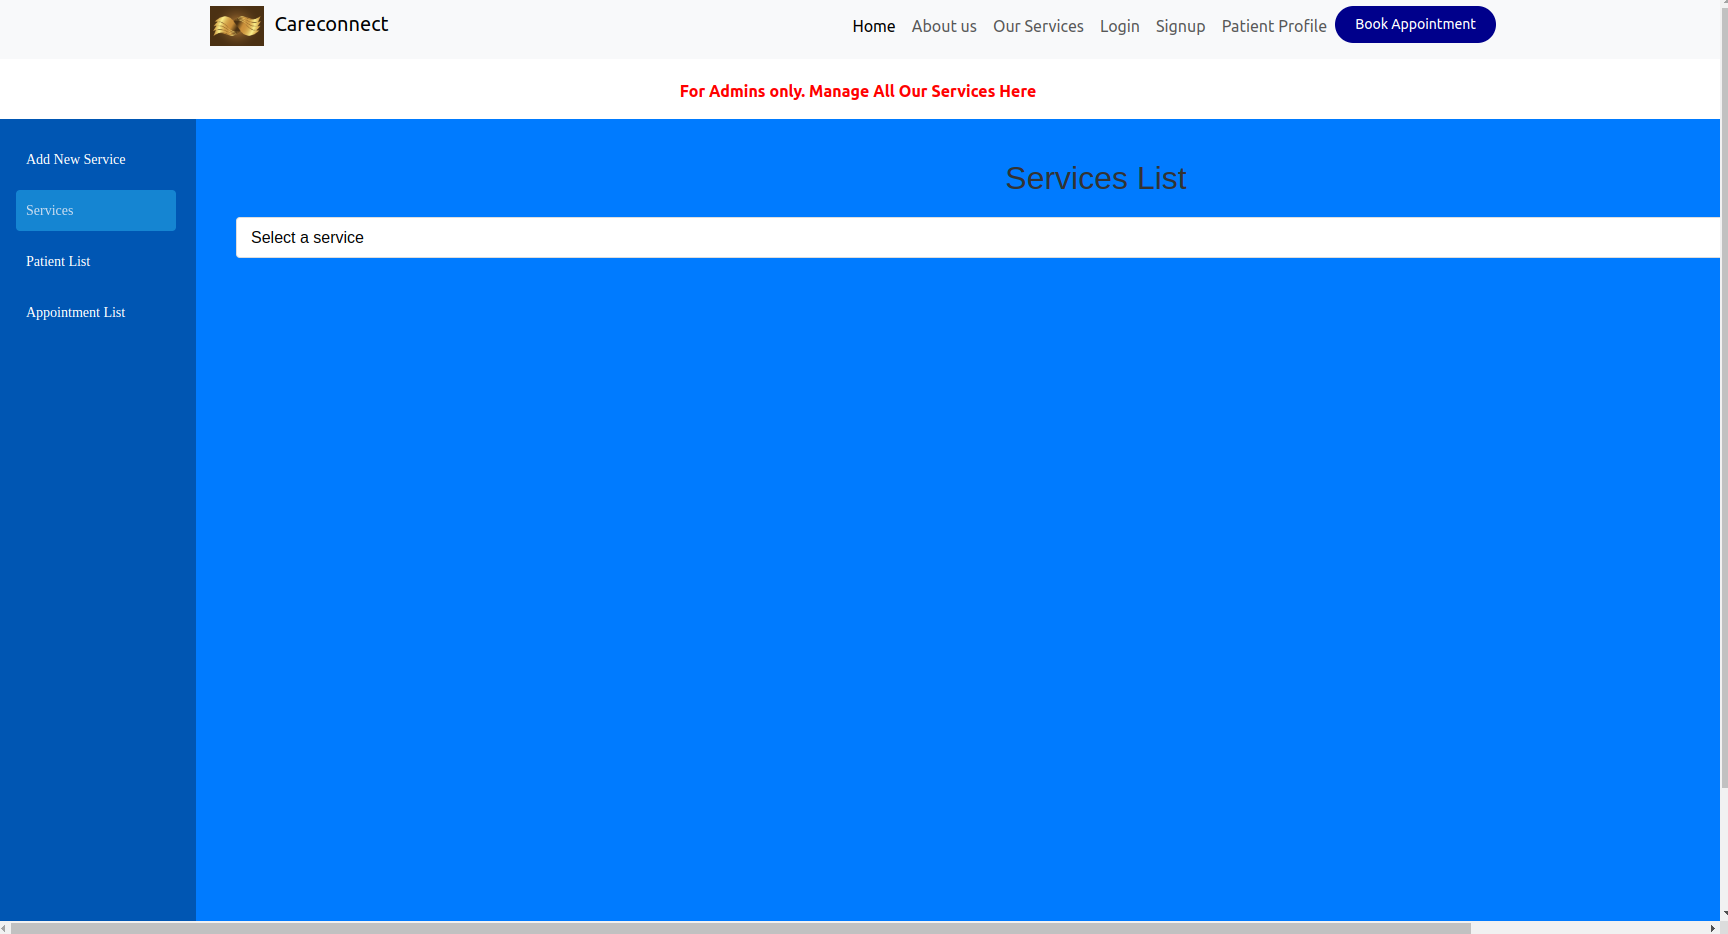 Careconnect
Home About us Our Services Login Signup Patient Profile Book Appointment
For Admins only. Manage All Our Services Here
Add New Service
Services
Patient List
Appointment List
Services List
Select a service